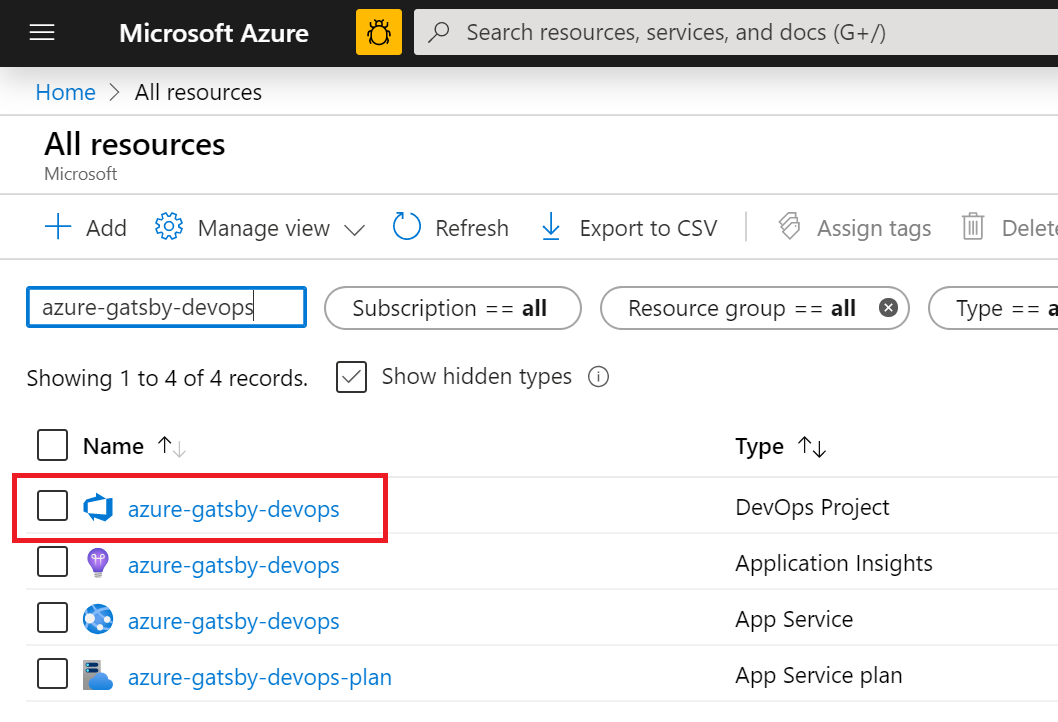 Microsoft Azure Search resources, services, and docs (G+/)
Home > All resources
All resources
Microsoft
Add Manage view Refresh Export to CSV Assign tags Delete
azure-gatsby-devops Subscription == all Resource group == all Type == a
Showing 1 to 4 of 4 records. Show hidden types
Name ↑↓ Type ↑↓
azure-gatsby-devops DevOps Project
azure-gatsby-devops Application Insights
azure-gatsby-devops App Service
azure-gatsby-devops-plan App Service plan